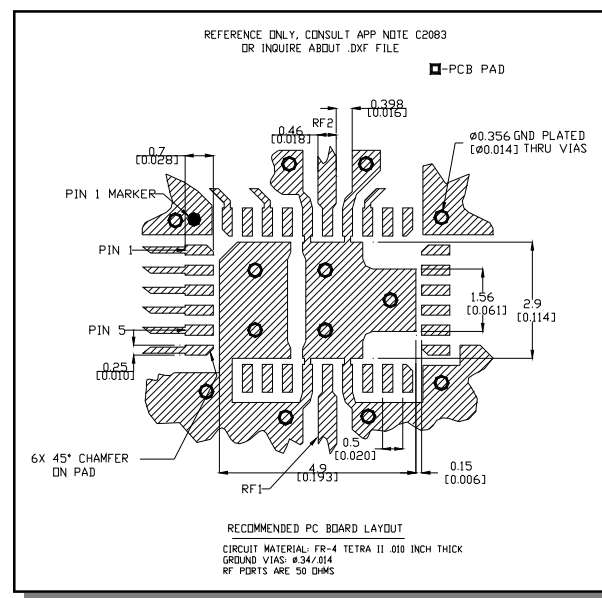 REFERENCE ONLY, CONSULT APP NOTE C2083
OR INQUIRE ABOUT .DXF FILE
-PCB PAD
0.398
[0.016]
RF2
0.46
[0.018]
Ø0.356 GND PLATED
[Ø0.014] THRU VIAS
0.7
[0.028]
PIN 1 MARKER
PIN 1
1.56
[0.061]
2.9
[0.114]
PIN 5
0.25
[0.010]
0.5
[0.020]
6X 45° CHAMFER
ON PAD
4.9
[0.193]
0.15
[0.006]
RF1
RECOMMENDED PC BOARD LAYOUT
CIRCUIT MATERIAL: FR-4 TETRA II .010 INCH THICK
GROUND VIAS: ø.34/.014
RF PORTS ARE 50 OHMS